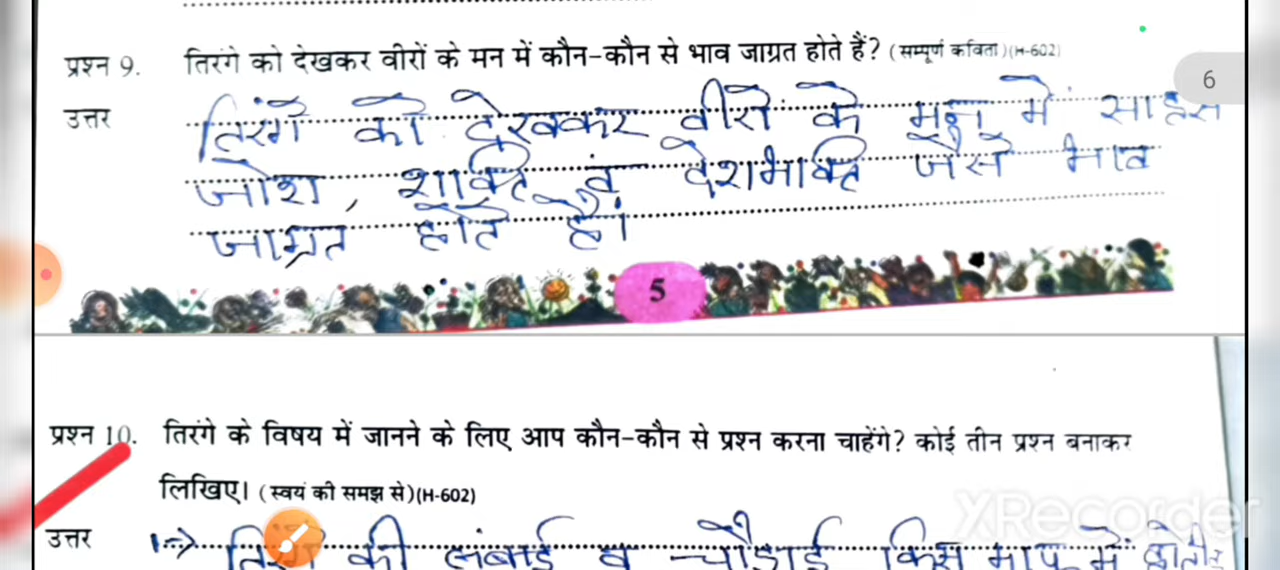 प्रश्न 9. तिरंगे को देखकर वीरों के मन में कौन-कौन से भाव जाग्रत होते हैं? (सम्पूर्ण कविता)(H-602)
6
उत्तर तिरंगे को देखकर वीरो के में साहस
जोश, शक्ति एवं देशभक्ति जैसे भाव
जाग्रत होते है।
5
प्रश्न 10. तिरंगे के विषय में जानने के लिए आप कौन-कौन से प्रश्न करना चाहेंगे? कोई तीन प्रश्न बनाकर
लिखिए। (स्वयं की समझ से)(H-602)
XRecorder
उत्तर 1→ की लंबाई व चौड़ाई किस माप में